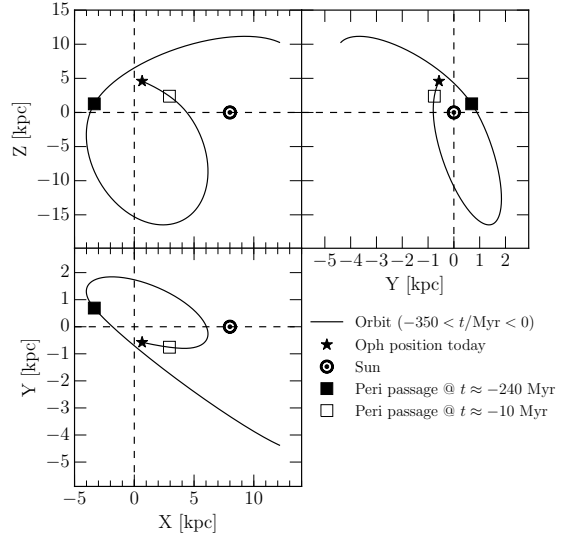 15
10
5
0
−5
−10
−15
Z [kpc]
−5 −4 −3 −2 −1 0 1 2
Y [kpc]
2
1
0
−1
−2
−3
−4
−5
Y [kpc]
−5 0 5 10
X [kpc]
Orbit (−350 < t/Myr < 0)
Oph position today
Sun
Peri passage @ t ≈ −240 Myr
Peri passage @ t ≈ −10 Myr